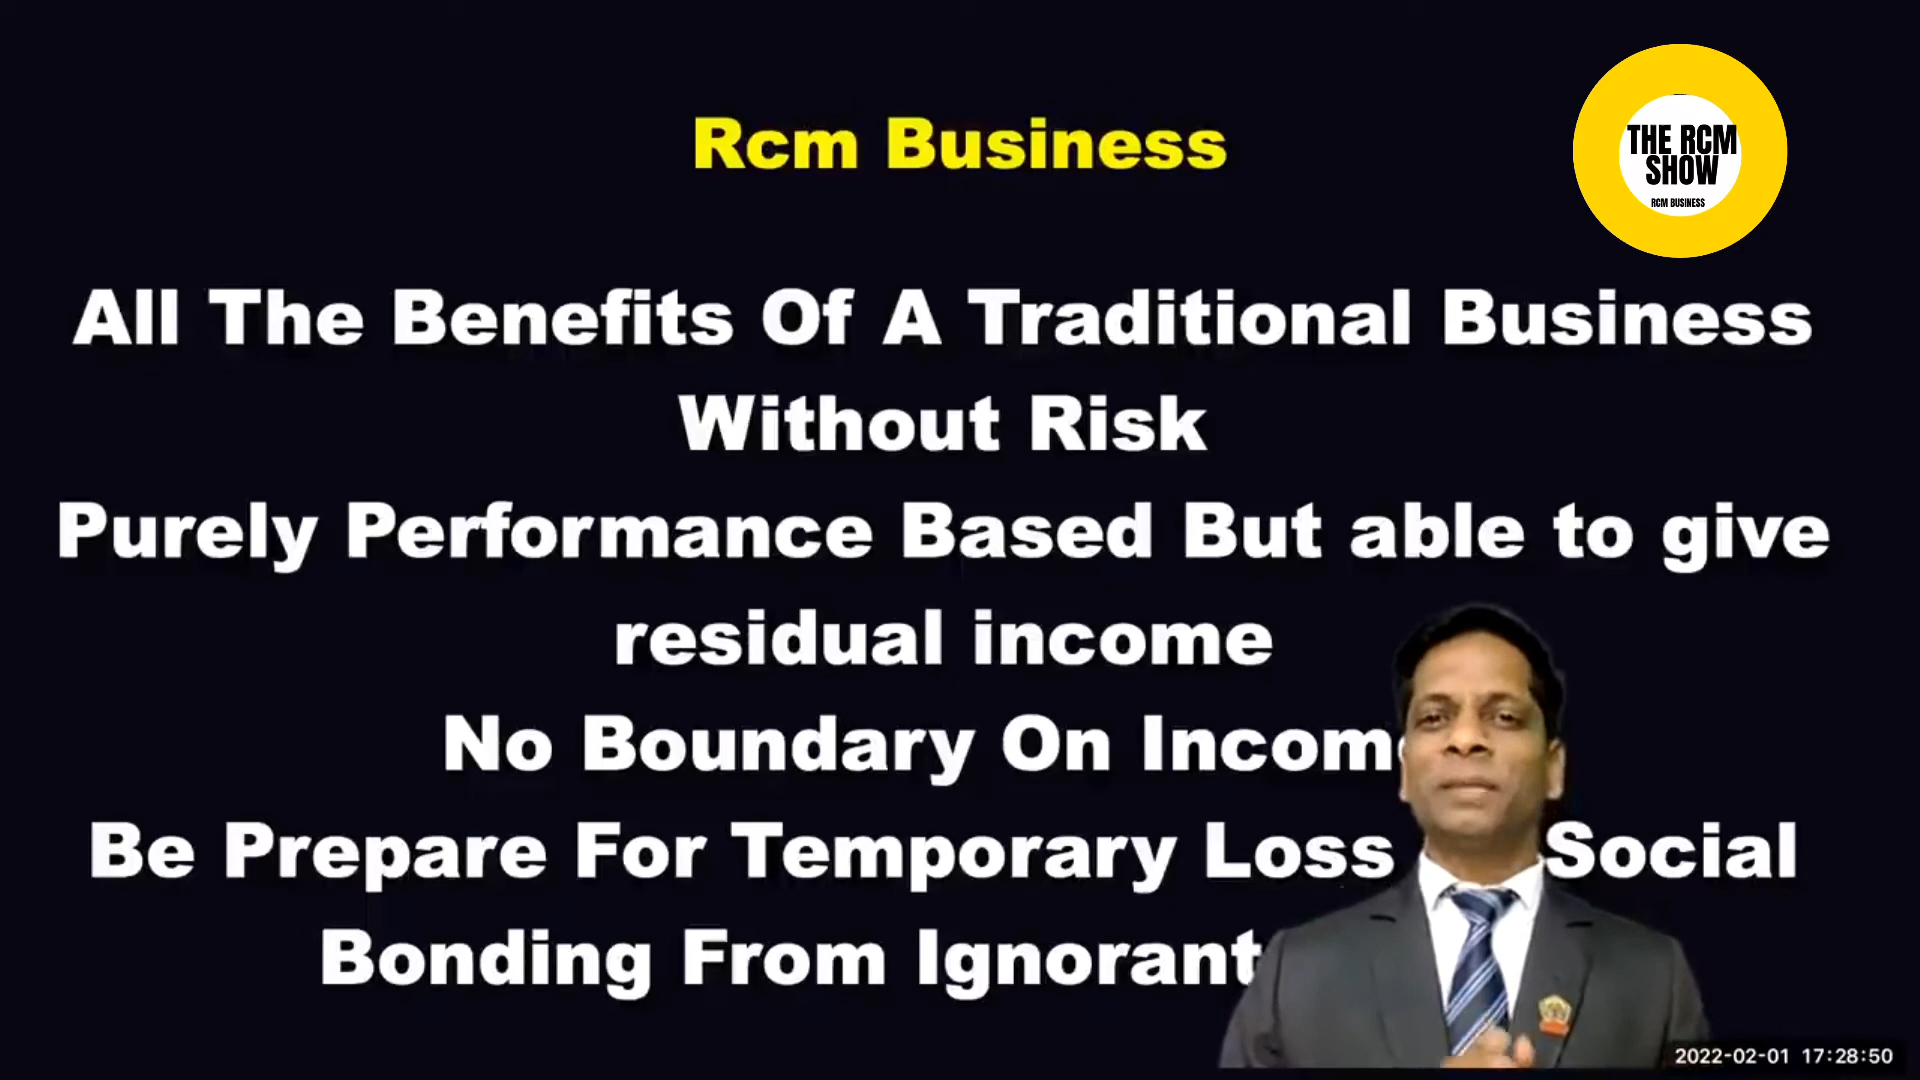 Rcm Business
THE RCM
SHOW
RCM BUSINESS
All The Benefits Of A Traditional Business
Without Risk
Purely Performance Based But able to give
residual income
No Boundary On Incom
Be Prepare For Temporary Loss Social
Bonding From Ignorant
2022-02-01 17:28:50